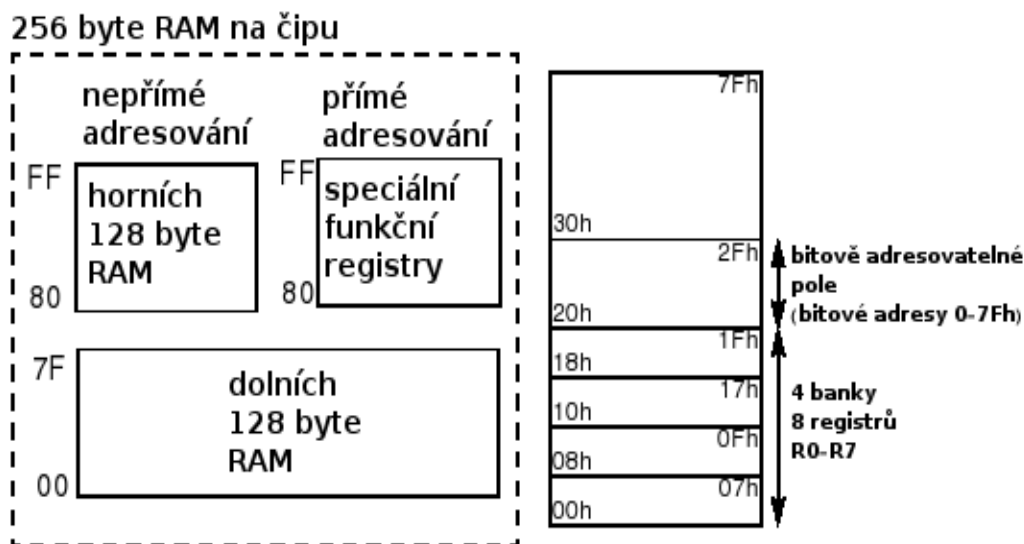 256 byte RAM na čipu
nepřímé
adresování
přímé
adresování
FF
horních
128 byte
RAM
80
FF
speciální
funkční
registry
80
7F
dolních
128 byte
RAM
00
7Fh
30h
2Fh
20h
bitově adresovatelné
pole
(bitové adresy 0-7Fh)
1Fh
18h
17h
10h
0Fh
08h
07h
00h
4 banky
8 registrů
R0-R7